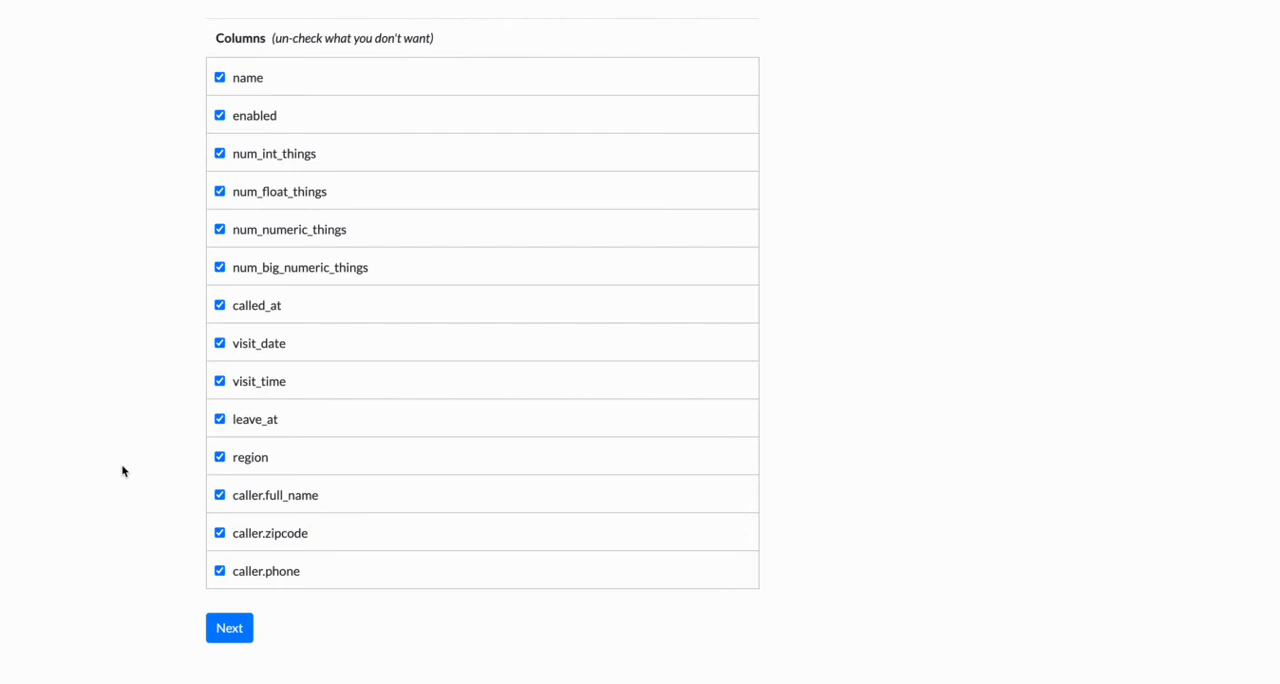 Columns (un-check what you don't want)
name
enabled
num_int_things
num_float_things
num_numeric_things
num_big_numeric_things
called_at
visit_date
visit_time
leave_at
region
caller.full_name
caller.zipcode
caller.phone
Next